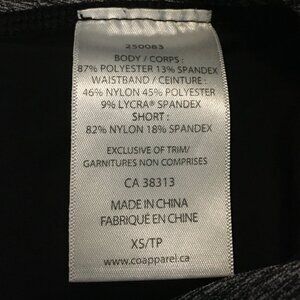 250083
BODY / CORPS :
87% POLYESTER 13% SPANDEX
WAISTBAND / CEINTURE :
46% NYLON 45% POLYESTER
9% LYCRA® SPANDEX
SHORT :
82% NYLON 18% SPANDEX
EXCLUSIVE OF TRIM/
GARNITURES NON COMPRISES
CA 38313
MADE IN CHINA
FABRIQUÉ EN CHINE
XS/TP
www.coapparel.ca